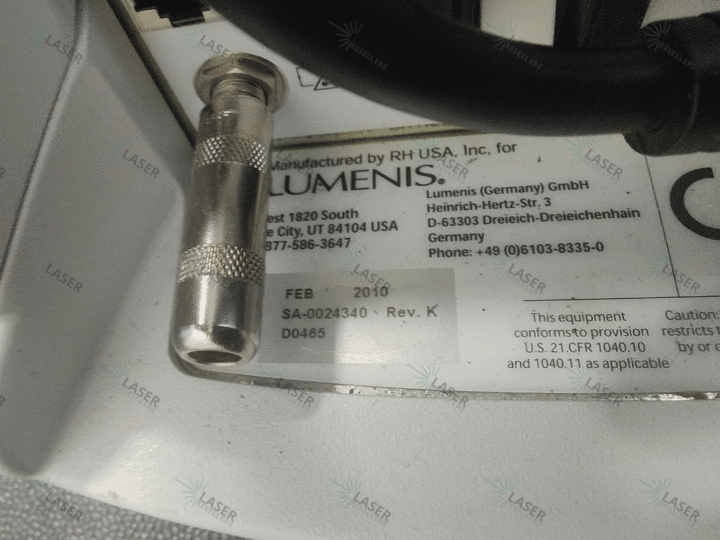 Manufactured by RH USA, Inc, for
LUMENIS®
est 1820 South
e City, UT 84104 USA
877-586-3647
Lumenis (Germany) GmbH
Heinrich-Hertz-Str. 3
D-63303 Dreieich-Dreieichenhain
Germany
Phone: +49 (0)6103-8335-0
FEB 2010
SA-0024340 Rev. K
D0465
This equipment
conforms to provision
U.S. 21.CFR 1040.10
and 1040.11 as applicable
Caution:
restricts
by or
LASER RESELLERS